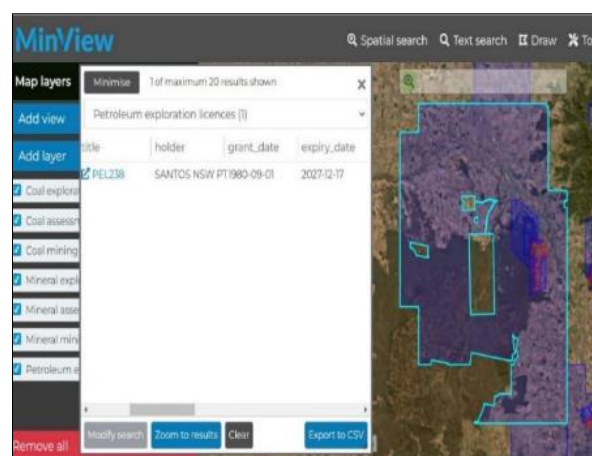 MinView
Spatial search Text search Draw To
Map layers
Minimise 1 of maximum 20 results shown x
Add view
Petroleum exploration licences (1)
Add layer
title holder grant_date expiry_date
PEL238 SANTOS NSW PT 1980-09-01 2027-12-17
Coal explora
Coal assessn
Coal mining
Mineral expl
Mineral asse
Mineral min
Petroleum e
Modify search Zoom to results Clear Export to CSV
Remove all